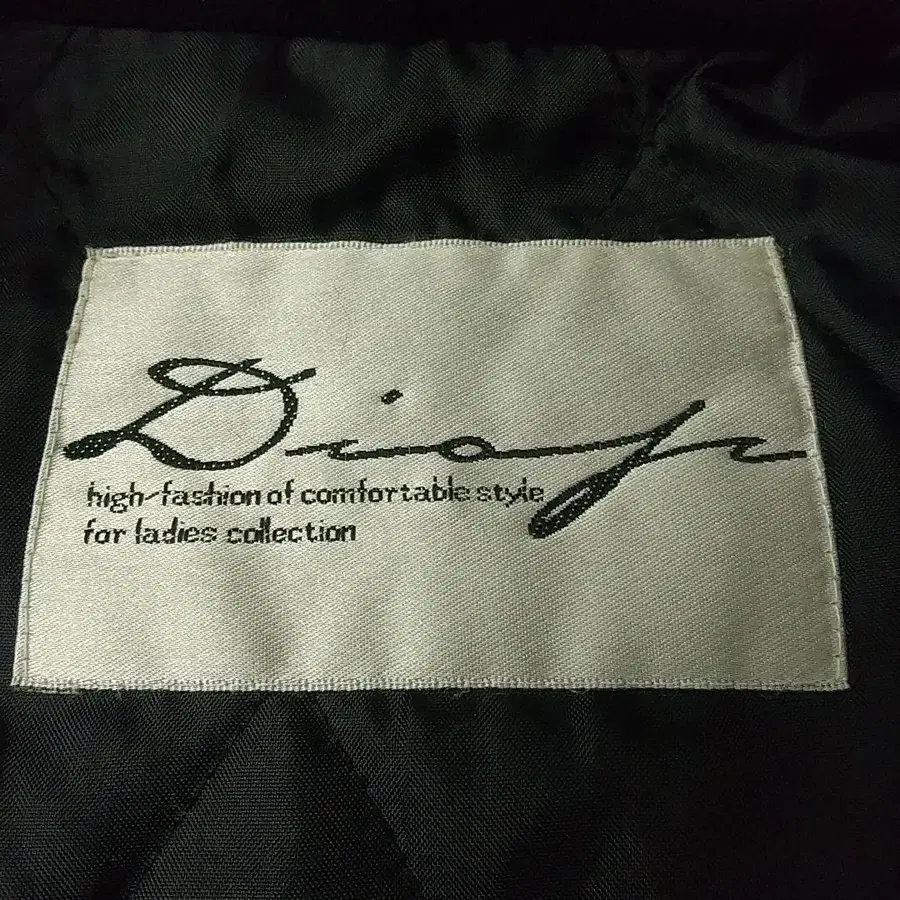 high-fashion of comfortable style
for ladies collection